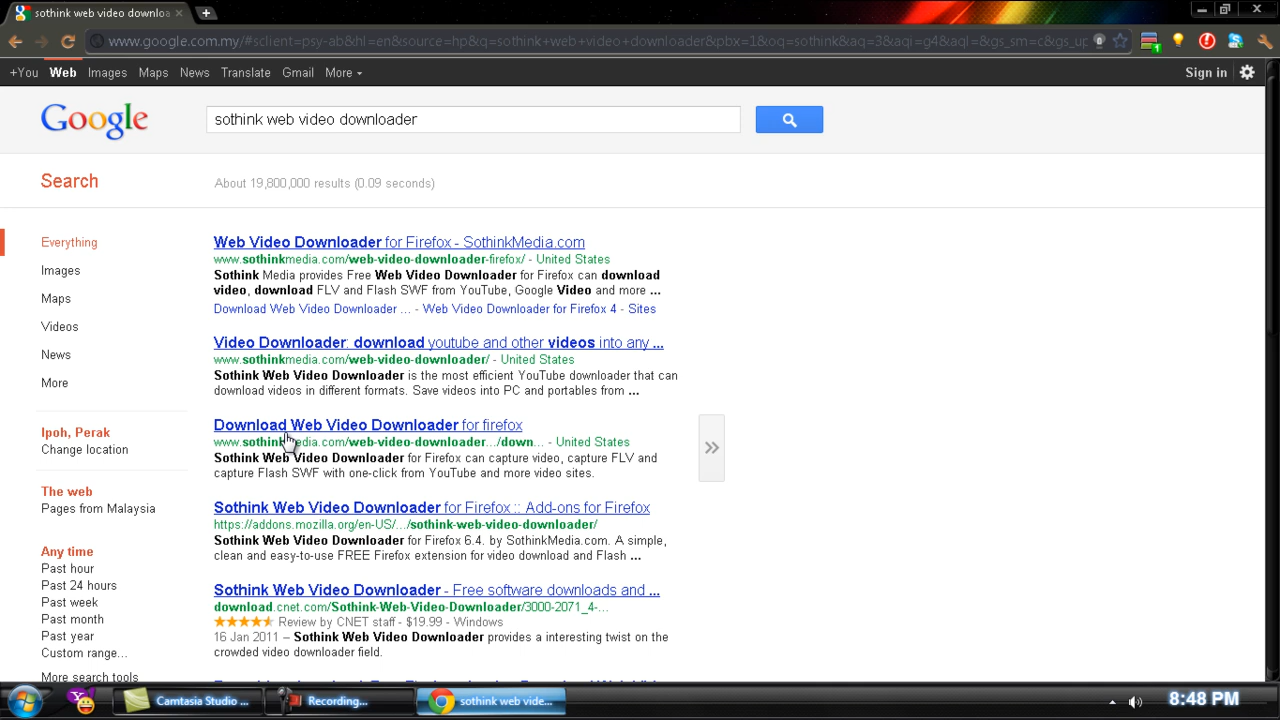 sothink web video downloa
www.google.com.my/#sclient=psy-ab&hl=en&source=hp&q=sothink+web+video+downloader&pbx=1&oq=sothink&aq=3&aqi=g4&aql=&gs_sm=c&gs_up
+You Web Images Maps News Translate Gmail More Sign in
Google
sothink web video downloader
Search
About 19,800,000 results (0.09 seconds)
Everything
Images
Maps
Videos
News
More
Ipoh, Perak
Change location
The web
Pages from Malaysia
Any time
Past hour
Past 24 hours
Past week
Past month
Past year
Custom range...
More search tools
Web Video Downloader for Firefox - SothinkMedia.com
www.sothinkmedia.com/web-video-downloader-firefox/ - United States
Sothink Media provides Free Web Video Downloader for Firefox can download
video, download FLV and Flash SWF from YouTube, Google Video and more ...
Download Web Video Downloader ... - Web Video Downloader for Firefox 4 - Sites
Video Downloader: download youtube and other videos into any ...
www.sothinkmedia.com/web-video-downloader/ - United States
Sothink Web Video Downloader is the most efficient YouTube downloader that can
download videos in different formats. Save videos into PC and portables from ...
Download Web Video Downloader for firefox
www.sothinkmedia.com/web-video-downloader.../down... - United States
Sothink Web Video Downloader for Firefox can capture video, capture FLV and
capture Flash SWF with one-click from YouTube and more video sites.
Sothink Web Video Downloader for Firefox :: Add-ons for Firefox
https://addons.mozilla.org/en-US/.../sothink-web-video-downloader/
Sothink Web Video Downloader for Firefox 6.4. by SothinkMedia.com. A simple,
clean and easy-to-use FREE Firefox extension for video download and Flash ...
Sothink Web Video Downloader - Free software downloads and ...
download.cnet.com/Sothink-Web-Video-Downloader/3000-2071_4-...
Review by CNET staff - $19.99 - Windows
16 Jan 2011 – Sothink Web Video Downloader provides a interesting twist on the
crowded video downloader field.
Camtasia Studio ... Recording... sothink web vide... 8:48 PM